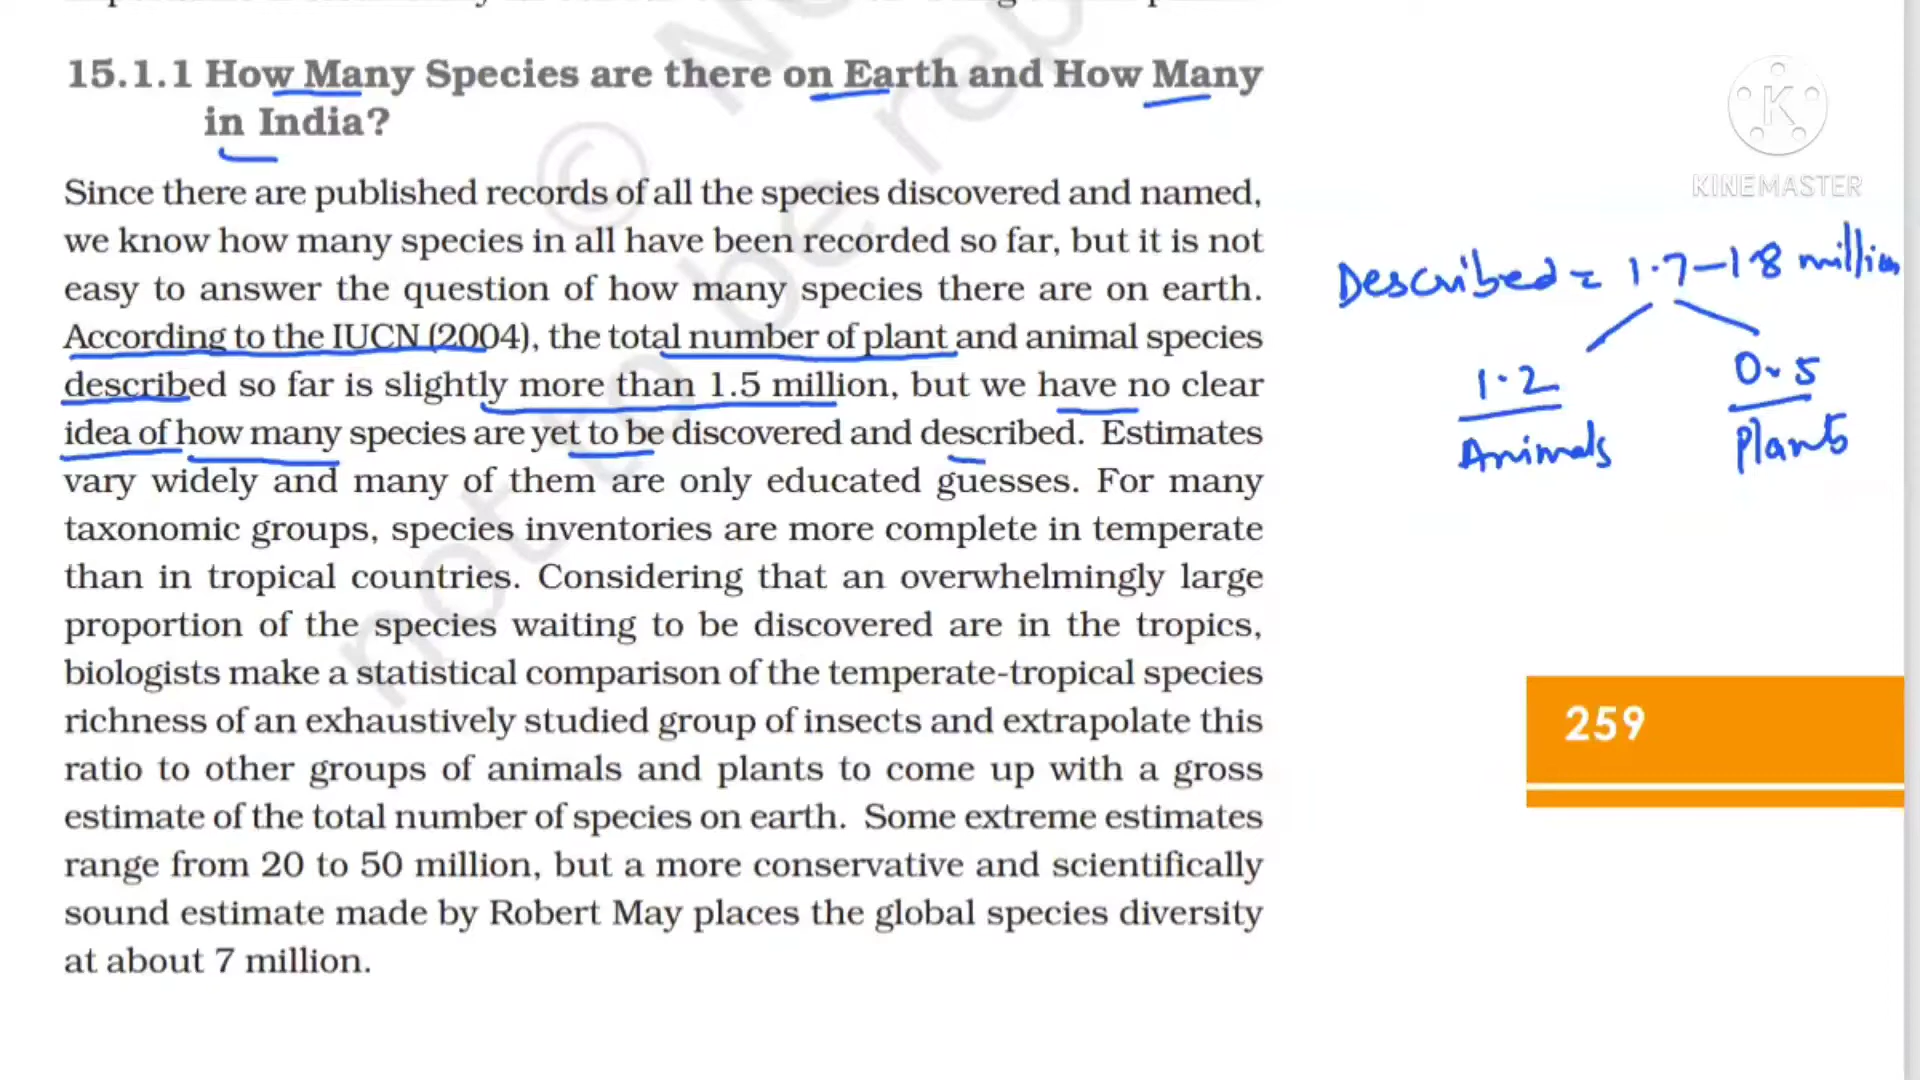 15.1.1 How Many Species are there on Earth and How Many
in India?
Since there are published records of all the species discovered and named,
we know how many species in all have been recorded so far, but it is not
easy to answer the question of how many species there are on earth.
According to the IUCN (2004), the total number of plant and animal species
described so far is slightly more than 1.5 million, but we have no clear
idea of how many species are yet to be discovered and described. Estimates
vary widely and many of them are only educated guesses. For many
taxonomic groups, species inventories are more complete in temperate
than in tropical countries. Considering that an overwhelmingly large
proportion of the species waiting to be discovered are in the tropics,
biologists make a statistical comparison of the temperate-tropical species
richness of an exhaustively studied group of insects and extrapolate this
ratio to other groups of animals and plants to come up with a gross
estimate of the total number of species on earth. Some extreme estimates
range from 20 to 50 million, but a more conservative and scientifically
sound estimate made by Robert May places the global species diversity
at about 7 million.
© No
not to be rep
K
KINEMASTER
Described = 1.7-1.8 million
1.2
Animals
0.5
Plants
259